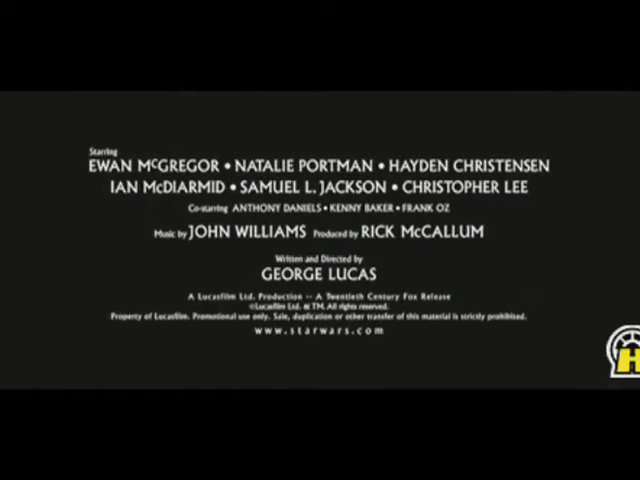 Starring
EWAN McGREGOR • NATALIE PORTMAN • HAYDEN CHRISTENSEN
IAN McDIARMID • SAMUEL L. JACKSON • CHRISTOPHER LEE
Co-starring ANTHONY DANIELS • KENNY BAKER • FRANK OZ
Music by JOHN WILLIAMS Produced by RICK McCALLUM
Written and Directed by
GEORGE LUCAS
A Lucasfilm Ltd. Production -- A Twentieth Century Fox Release
©Lucasfilm Ltd. & TM. All rights reserved.
Property of Lucasfilm. Promotional use only. Sale, duplication or other transfer of this material is strictly prohibited.
www.starwars.com
H